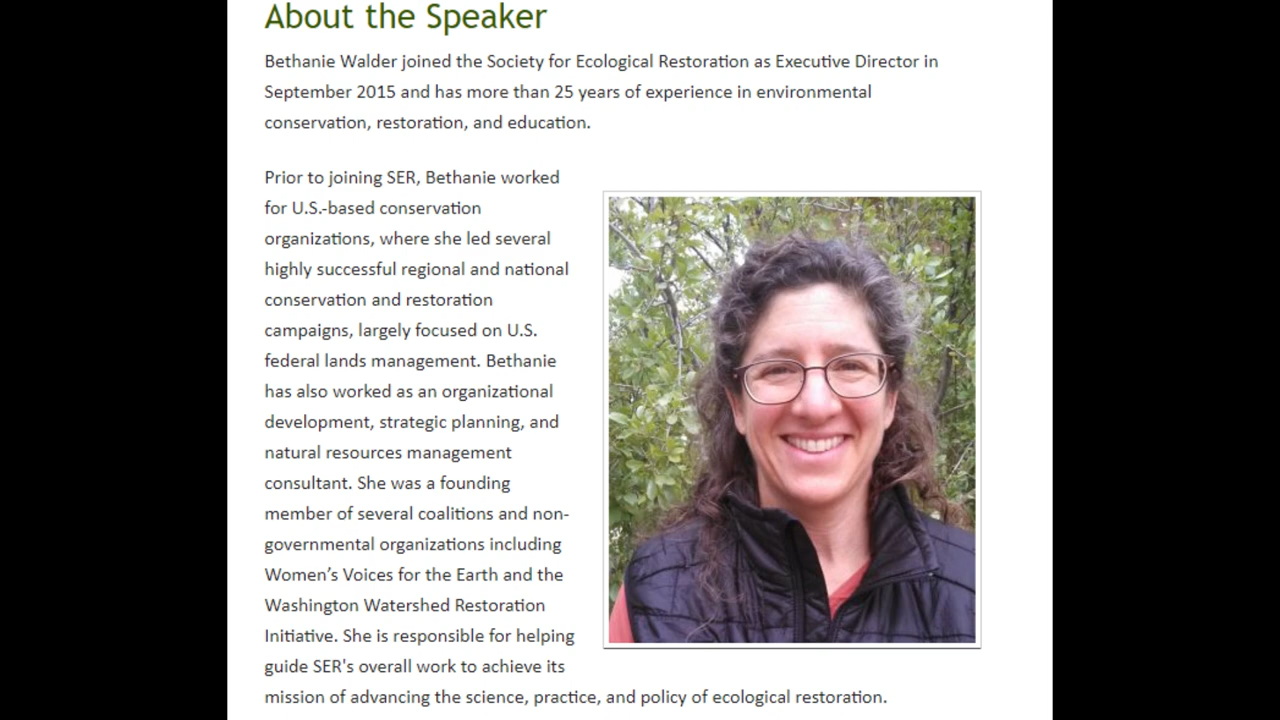 About the Speaker
Bethanie Walder joined the Society for Ecological Restoration as Executive Director in
September 2015 and has more than 25 years of experience in environmental
conservation, restoration, and education.
Prior to joining SER, Bethanie worked
for U.S.-based conservation
organizations, where she led several
highly successful regional and national
conservation and restoration
campaigns, largely focused on U.S.
federal lands management. Bethanie
has also worked as an organizational
development, strategic planning, and
natural resources management
consultant. She was a founding
member of several coalitions and non-
governmental organizations including
Women’s Voices for the Earth and the
Washington Watershed Restoration
Initiative. She is responsible for helping
guide SER's overall work to achieve its
mission of advancing the science, practice, and policy of ecological restoration.